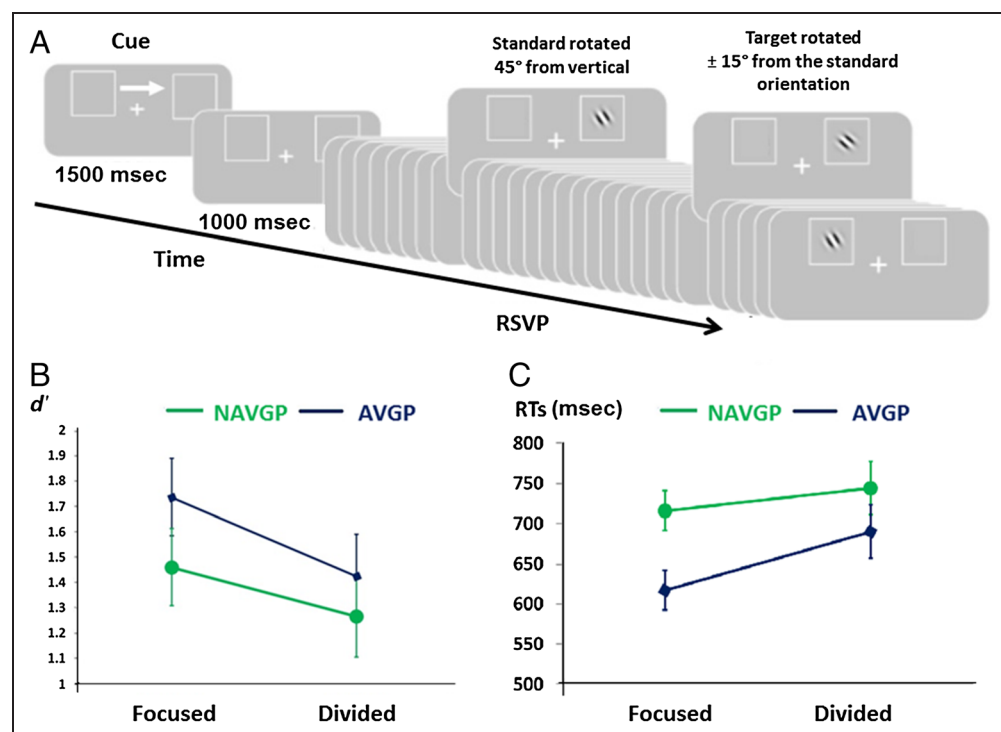 A
Cue
Standard rotated
45° from vertical
Target rotated
± 15° from the standard
orientation
1500 msec
1000 msec
Time
RSVP
B
d'
NAVGP AVGP
2
1.9
1.8
1.7
1.6
1.5
1.4
1.3
1.2
1.1
1
Focused Divided
C
RTs (msec)
NAVGP AVGP
800
750
700
650
600
550
500
Focused Divided